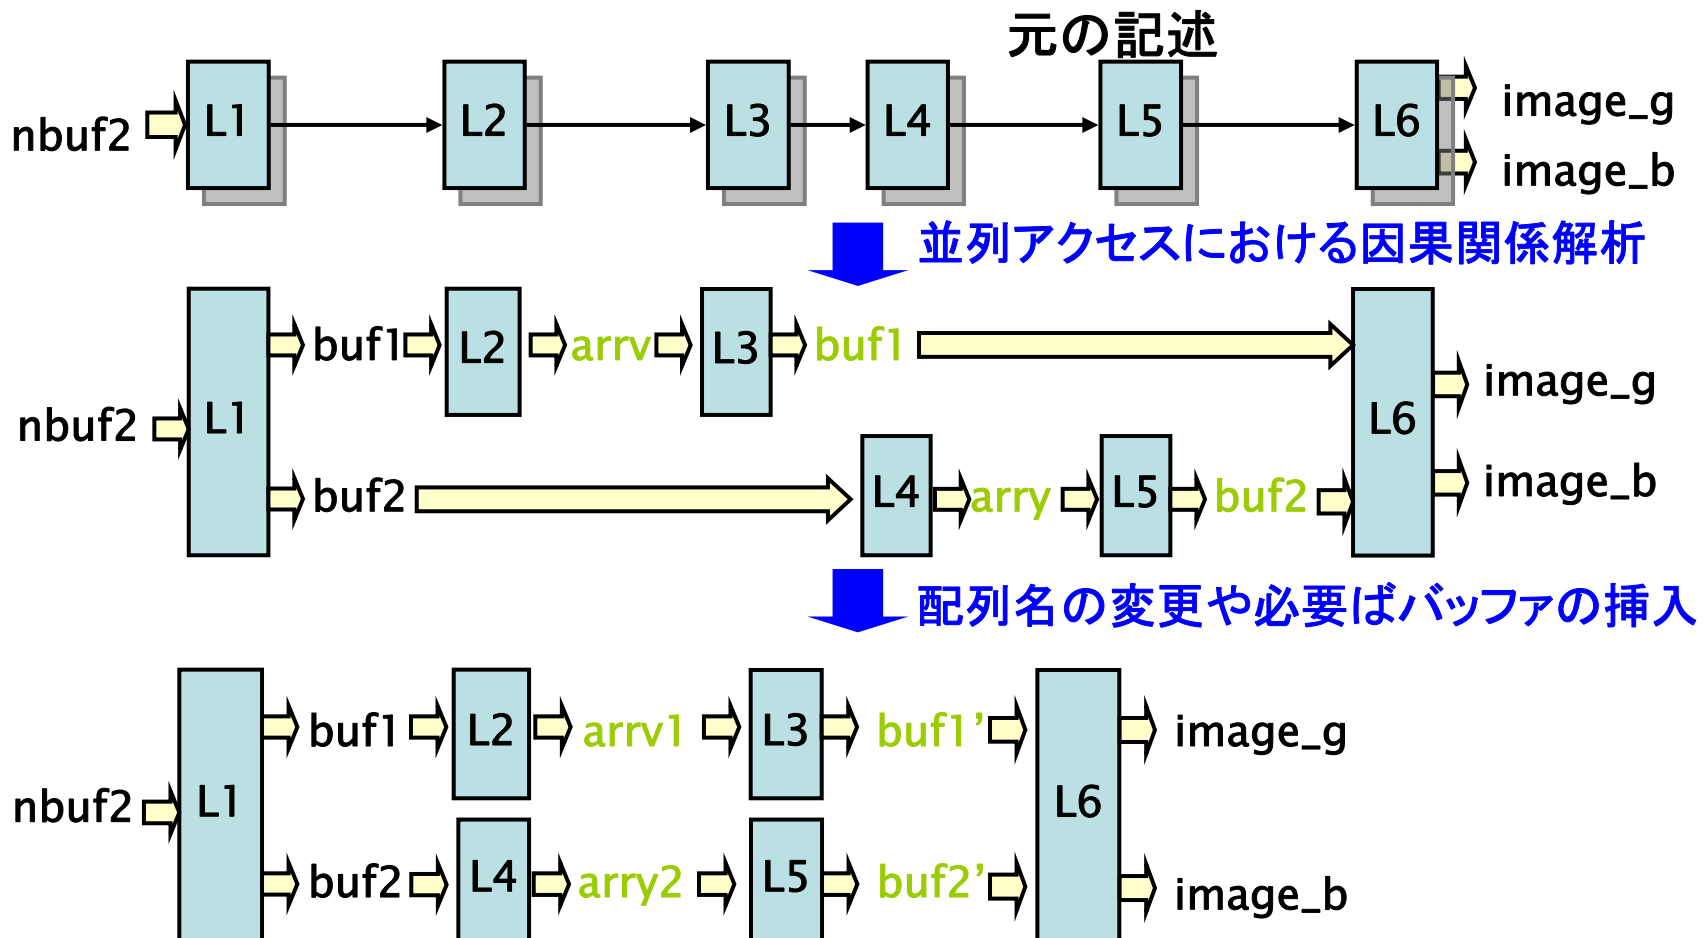 元の記述
nbuf2 L1 L2 L3 L4 L5 L6 image_g
image_b
並列アクセスにおける因果関係解析
buf1 L2 arrv L3 buf1
nbuf2 L1 L6 image_g
image_b
buf2 L4 arry L5 buf2
配列名の変更や必要ばバッファの挿入
buf1 L2 arrv1 L3 buf1’ image_g
nbuf2 L1 L6
buf2 L4 arry2 L5 buf2’ image_b